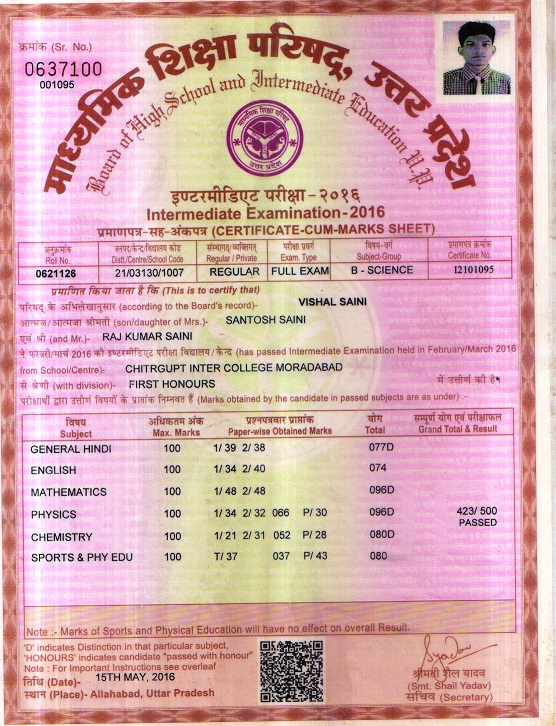 क्रमांक (Sr. No.)
0637100
001095
माध्यमिक शिक्षा परिषद्, उत्तर प्रदेश
Board of High School and Intermediate Education U.P.
माध्यमिक शिक्षा परिषद्
उत्तर प्रदेश
इण्टरमीडिएट परीक्षा - २०१६
Intermediate Examination - 2016
प्रमाणपत्र-सह-अंकपत्र (CERTIFICATE-CUM-MARKS SHEET)
अनुक्रमांक जनपद/केन्द्र/विद्यालय कोड संस्थागत/व्यक्तिगत परीक्षा प्रवर्ग विषय-वर्ग प्रमाणपत्र क्रमांक
Roll No. Distt./Centre/School Code Regular / Private Exam. Type Subject-Group Certificate No.
0621126 21/03130/1007 REGULAR FULL EXAM B - SCIENCE I2101095
प्रमाणित किया जाता है कि (This is to certify that)
परिषद के अभिलेखानुसार (according to the Board's record)- VISHAL SAINI
आत्मज/आत्मजा श्रीमती (son/daughter of Mrs.)- SANTOSH SAINI
एवं श्री (and Mr.)- RAJ KUMAR SAINI
ने फरवरी/मार्च 2016 की इण्टरमीडिएट परीक्षा विद्यालय/केन्द्र (has passed Intermediate Examination held in February/March 2016
from School/Centre)- CHITRGUPT INTER COLLEGE MORADABAD
से श्रेणी (with division)- FIRST HONOURS में उत्तीर्ण की है
परीक्षार्थी द्वारा उत्तीर्ण विषयों के प्राप्तांक निम्नवत हैं (Marks obtained by the candidate in passed subjects are as under) :-
विषय अधिकतम अंक प्रश्नपत्रवार प्राप्तांक योग सम्पूर्ण योग एवं परीक्षाफल
Subject Max. Marks Paper-wise Obtained Marks Total Grand Total & Result
GENERAL HINDI 100 1/ 39 2/ 38 077D
ENGLISH 100 1/ 34 2/ 40 074
MATHEMATICS 100 1/ 48 2/ 48 096D
PHYSICS 100 1/ 34 2/ 32 066 P/ 30 096D 423/ 500
PASSED
CHEMISTRY 100 1/ 21 2/ 31 052 P/ 28 080D
SPORTS & PHY EDU 100 T/ 37 037 P/ 43 080
Note :- Marks of Sports and Physical Education will have no effect on overall Result.
'D' indicates Distinction in that particular subject,
'HONOURS' indicates candidate "passed with honour"
Note : For Important Instructions see overleaf
तिथि (Date)- 15TH MAY, 2016
स्थान (Place)- Allahabad, Uttar Pradesh
श्रीमती शैल यादव
(Smt. Shail Yadav)
सचिव (Secretary)